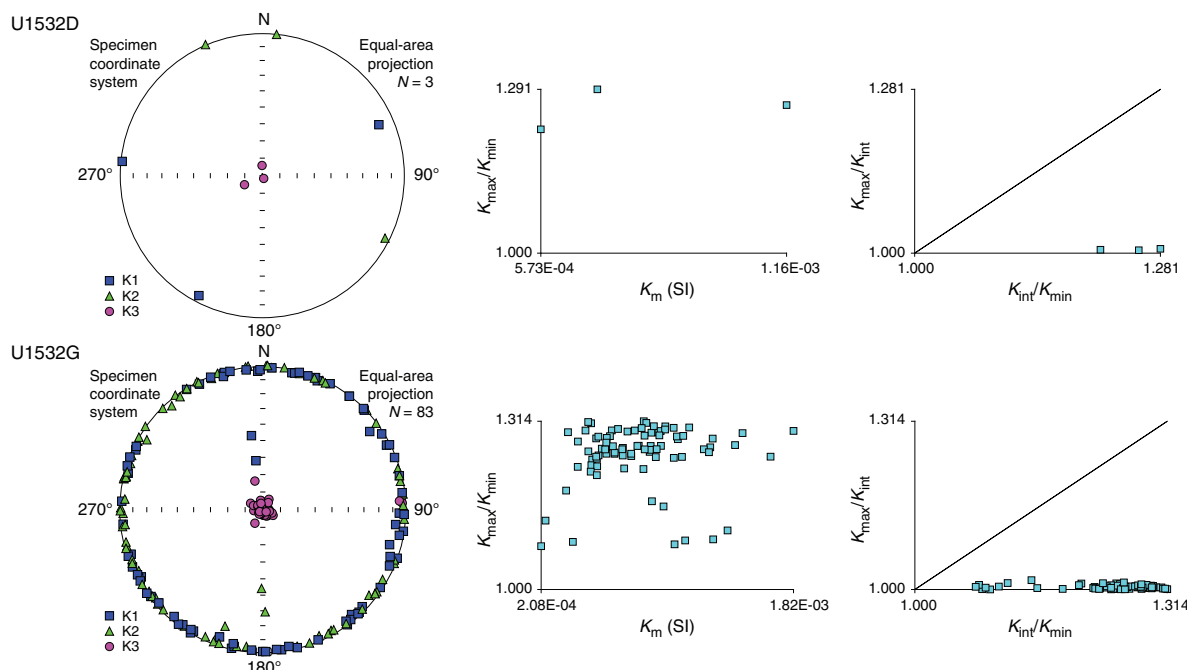 U1532D
N
Specimen
coordinate
system
Equal-area
projection
N = 3
270°
90°
180°
K1
K2
K3
1.291
Kmax/Kmin
1.000
5.73E-04
1.16E-03
Km (SI)
1.281
Kmax/Kint
1.000
1.000
1.281
Kint/Kmin
U1532G
N
Specimen
coordinate
system
Equal-area
projection
N = 83
270°
90°
180°
K1
K2
K3
1.314
Kmax/Kmin
1.000
2.08E-04
1.82E-03
Km (SI)
1.314
Kmax/Kint
1.000
1.000
1.314
Kint/Kmin